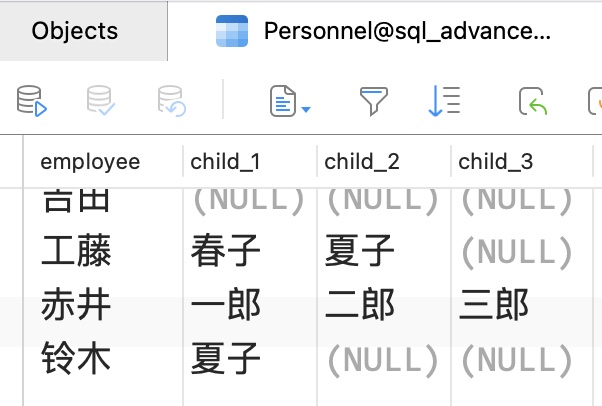 Objects
Personnel@sql_advance...
employee child_1 child_2 child_3
吉田 (NULL) (NULL) (NULL)
工藤 春子 夏子 (NULL)
赤井 一郎 二郎 三郎
铃木 夏子 (NULL) (NULL)